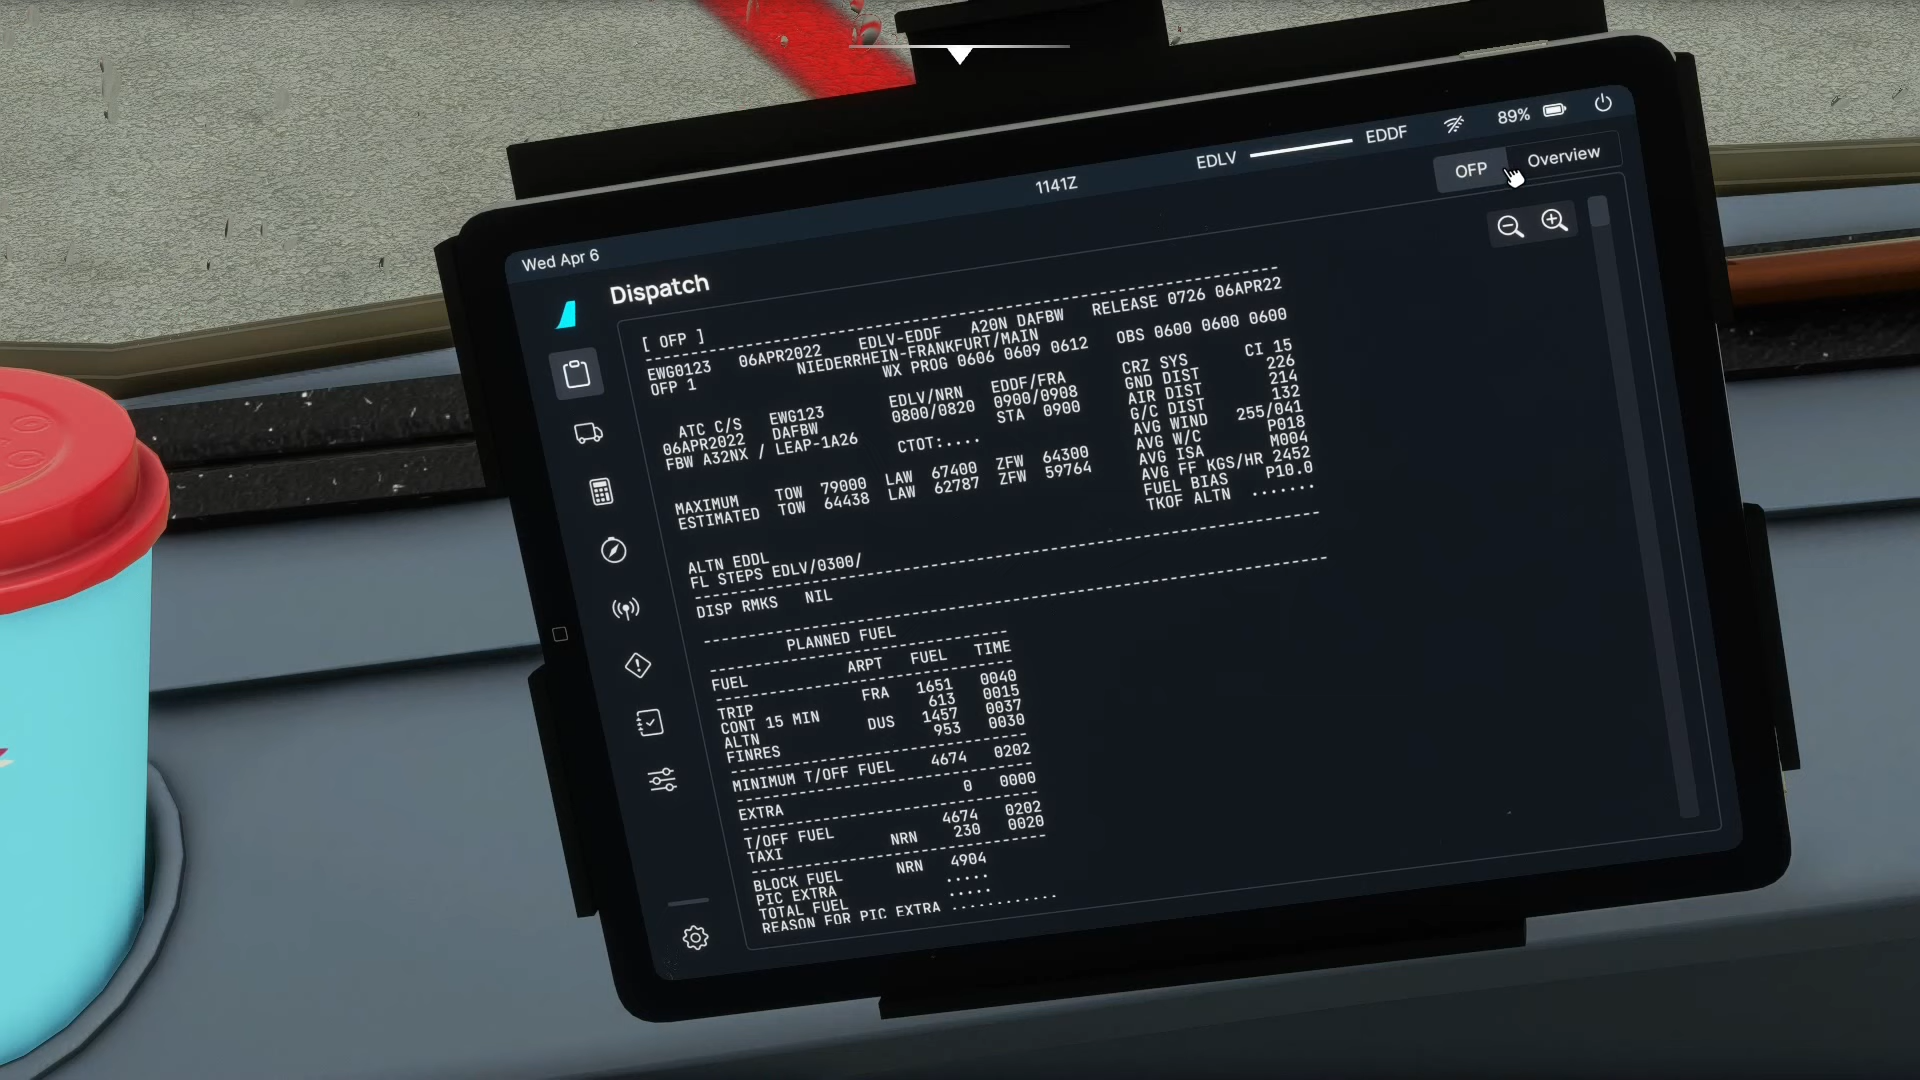 Wed Apr 6
1141Z
EDLV EDDF
89%
Dispatch
OFP Overview
[ OFP ]
EWG0123 06APR2022 EDLV-EDDF A20N DAFBW RELEASE 0726 06APR22
OFP 1 NIEDERRHEIN-FRANKFURT/MAIN
WX PROG 0606 0609 0612 OBS 0600 0600 0600
ATC C/S EWG123 EDLV/NRN EDDF/FRA CRZ SYS CI 15
06APR2022 DAFBW 0800/0820 0900/0908 GND DIST 226
FBW A32NX / LEAP-1A26 STA 0900 AIR DIST 214
CTOT:.... G/C DIST 132
AVG WIND 255/041
MAXIMUM TOW 79000 LAW 67400 ZFW 64300 AVG W/C P018
ESTIMATED TOW 64438 LAW 62787 ZFW 59764 AVG ISA M004
AVG FF KGS/HR 2452
FUEL BIAS P10.0
ALTN EDDL TKOF ALTN .......
FL STEPS EDLV/0300/
DISP RMKS NIL
PLANNED FUEL
FUEL ARPT FUEL TIME
TRIP FRA 1651 0040
CONT 15 MIN 613 0015
ALTN DUS 1457 0037
FINRES 953 0030
MINIMUM T/OFF FUEL 4674 0202
EXTRA 0 0000
T/OFF FUEL 4674 0202
TAXI NRN 230 0020
BLOCK FUEL NRN 4904
PIC EXTRA .....
TOTAL FUEL .....
REASON FOR PIC EXTRA ............